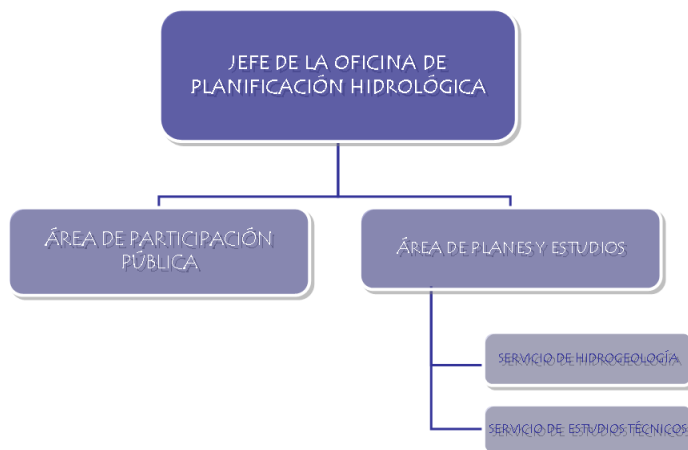 JEFE DE LA OFICINA DE
PLANIFICACIÓN HIDROLÓGICA
ÁREA DE PARTICIPACIÓN
PÚBLICA
ÁREA DE PLANES Y ESTUDIOS
SERVICIO DE HIDROGEOLOGÍA
SERVICIO DE ESTUDIOS TÉCNICOS